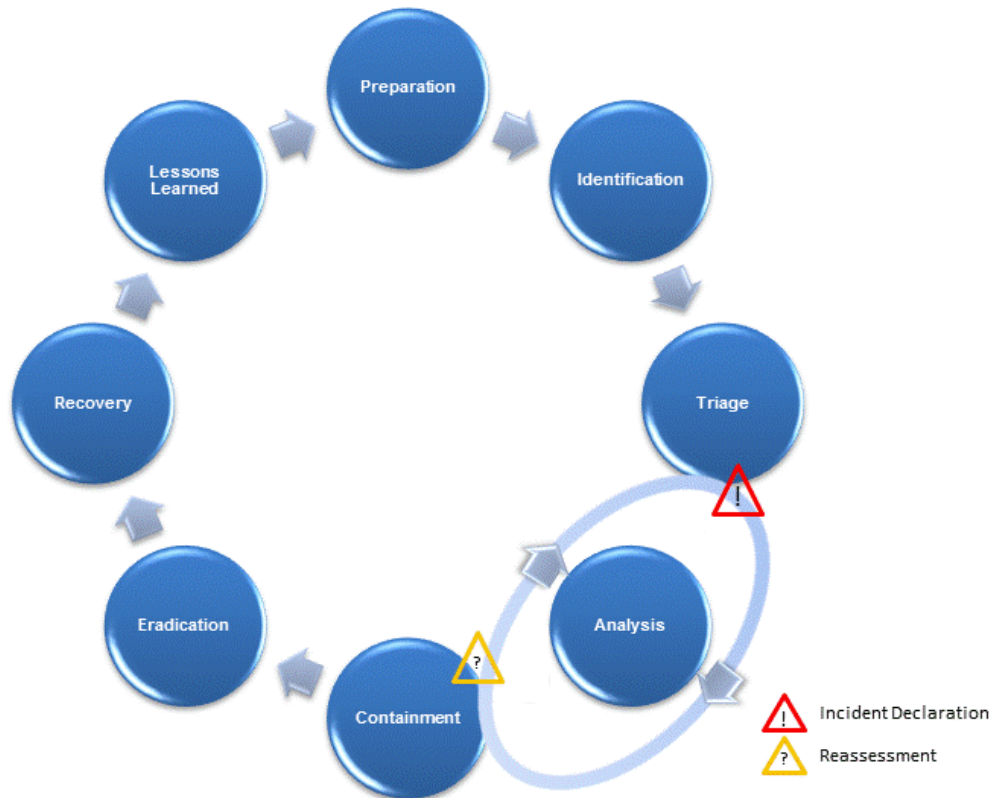 Preparation
Identification
Triage
!
Analysis
?
Containment
Eradication
Recovery
Lessons
Learned
! Incident Declaration
? Reassessment